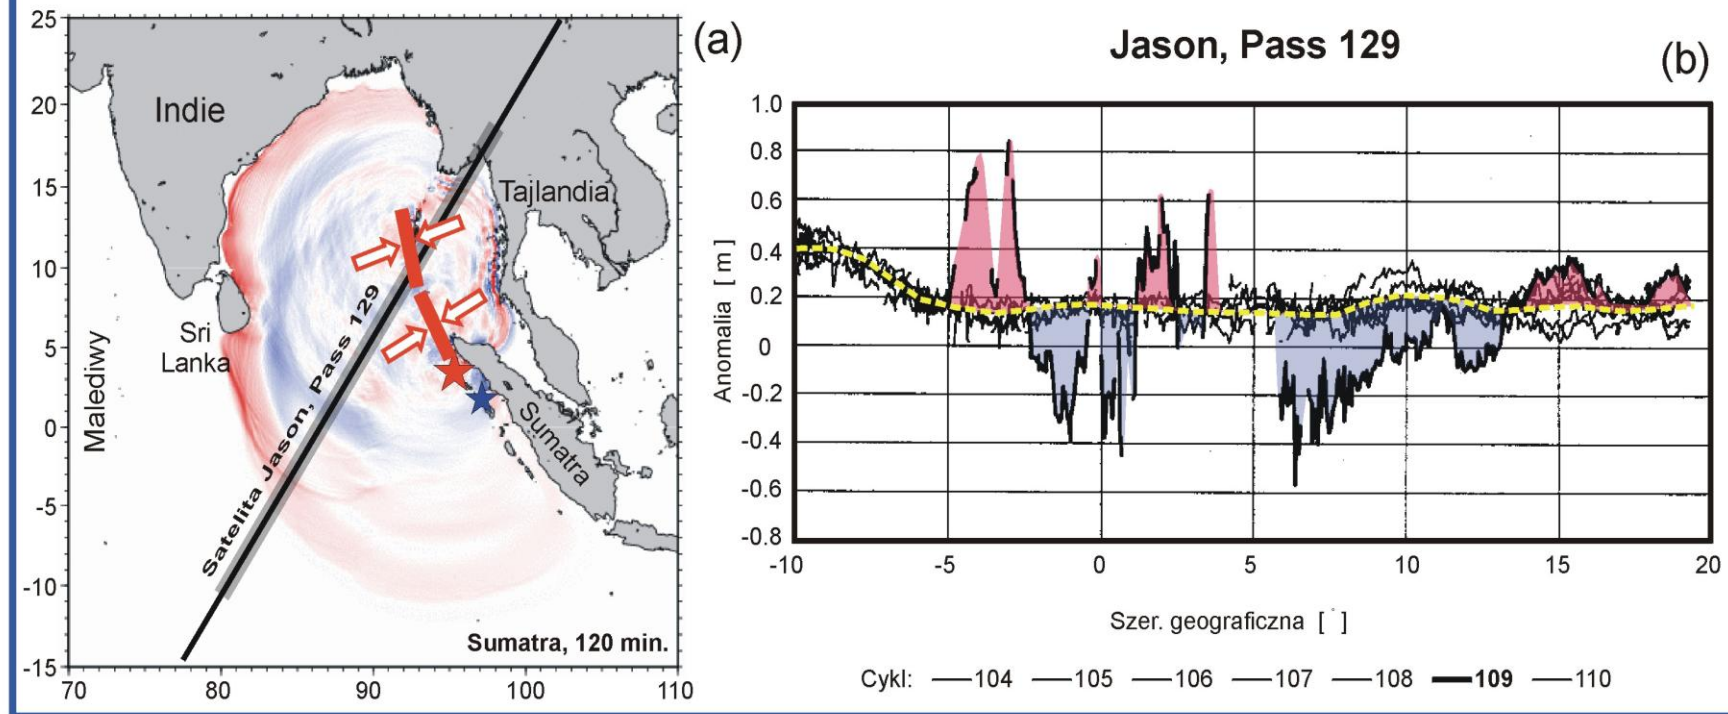 (a)
25
20
15
10
5
0
-5
-10
-15
70
80
90
100
110
Indie
Tajlandia
Sri
Lanka
Malediwy
Sumatra
Satelita Jason, Pass 129
Pass 129
Sumatra, 120 min.
Jason, Pass 129
(b)
Anomalia [ m ]
1.0
0.8
0.6
0.4
0.2
0
-0.2
-0.4
-0.6
-0.8
-10
-5
0
5
10
15
20
Szer. geograficzna [ ° ]
Cykl: 104 105 106 107 108 109 110